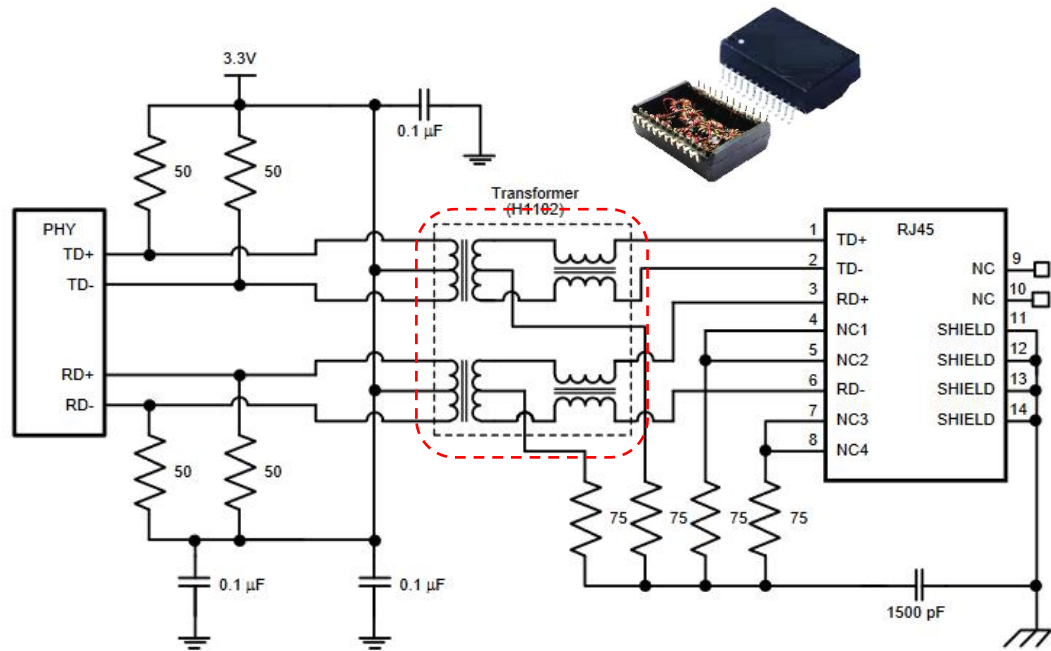 3.3V
0.1 µF
50
50
Transformer
(H1102)
PHY
TD+
TD-
RD+
RD-
1
2
3
4
5
6
7
8
TD+
TD-
RD+
NC1
NC2
RD-
NC3
NC4
RJ45
NC
NC
SHIELD
SHIELD
SHIELD
SHIELD
9
10
11
12
13
14
50
50
75
75
75
75
0.1 µF
0.1 µF
1500 pF